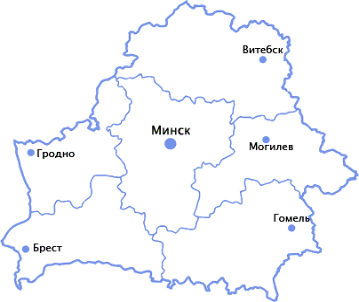 Витебск
Минск
Могилев
Гродно
Гомель
Брест